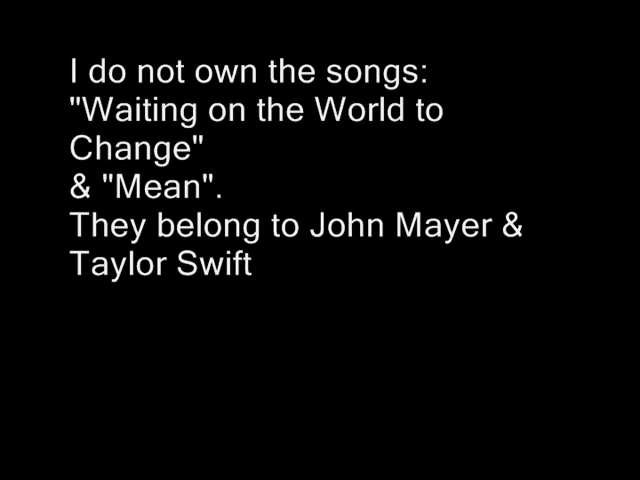 I do not own the songs:
"Waiting on the World to
Change"
& "Mean".
They belong to John Mayer &
Taylor Swift